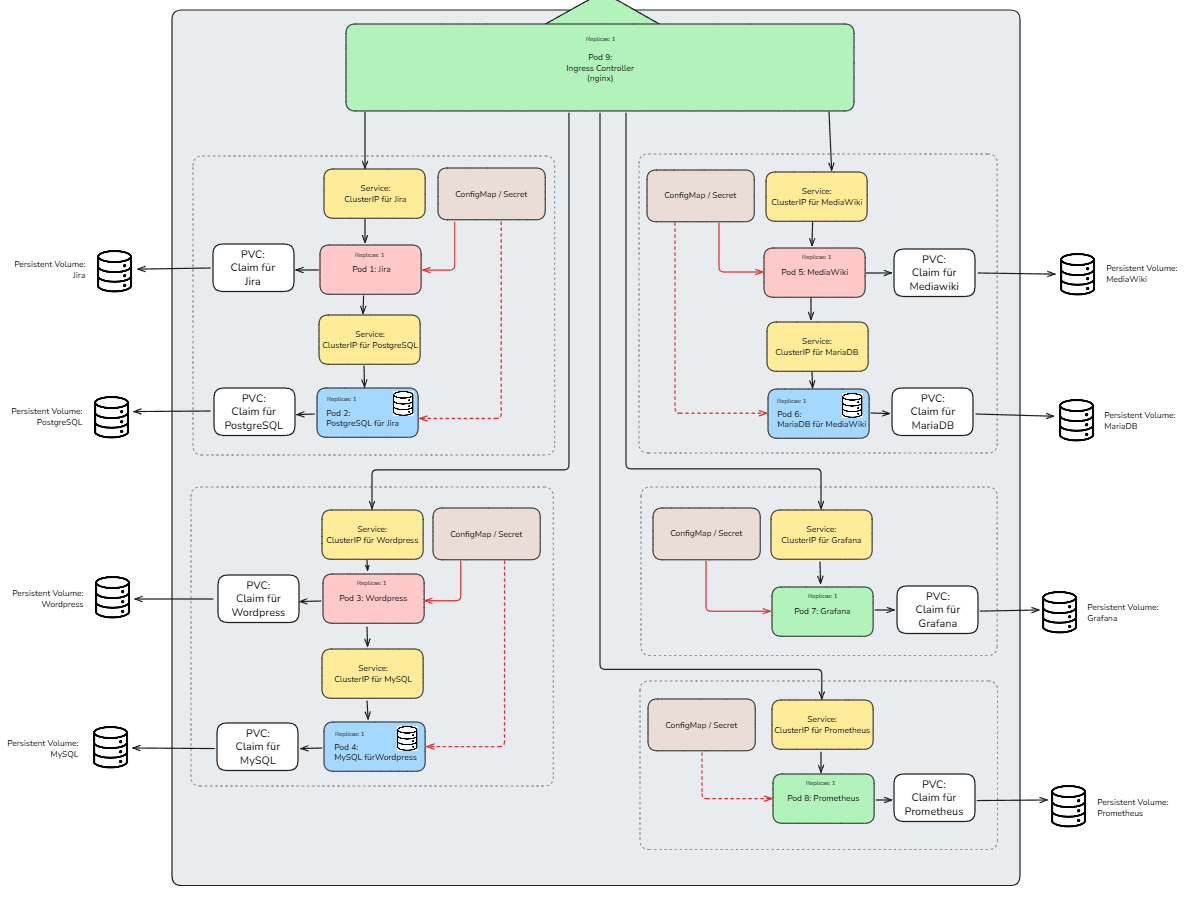 Replicas: 1
Pod 9:
Ingress Controller
(nginx)
Service:
ClusterIP für Jira
ConfigMap / Secret
Persistent Volume:
Jira
PVC:
Claim für
Jira
Replicas: 1
Pod 1: Jira
Service:
ClusterIP für PostgreSQL
Persistent Volume:
PostgreSQL
PVC:
Claim für
PostgreSQL
Replicas: 1
Pod 2:
PostgreSQL für Jira
ConfigMap / Secret
Service:
ClusterIP für MediaWiki
Replicas: 1
Pod 5: MediaWiki
PVC:
Claim für
Mediawiki
Persistent Volume:
MediaWiki
Service:
ClusterIP für MariaDB
Replicas: 1
Pod 6:
MariaDB für MediaWiki
PVC:
Claim für
MariaDB
Persistent Volume:
MariaDB
Service:
ClusterIP für Wordpress
ConfigMap / Secret
Persistent Volume:
Wordpress
PVC:
Claim für
Wordpress
Replicas: 1
Pod 3: Wordpress
Service:
ClusterIP für MySQL
Persistent Volume:
MySQL
PVC:
Claim für
MySQL
Replicas: 1
Pod 4:
MySQL fürWordpress
ConfigMap / Secret
Service:
ClusterIP für Grafana
Replicas: 1
Pod 7: Grafana
PVC:
Claim für
Grafana
Persistent Volume:
Grafana
ConfigMap / Secret
Service:
ClusterIP für Prometheus
Replicas: 1
Pod 8: Prometheus
PVC:
Claim für
Prometheus
Persistent Volume:
Prometheus